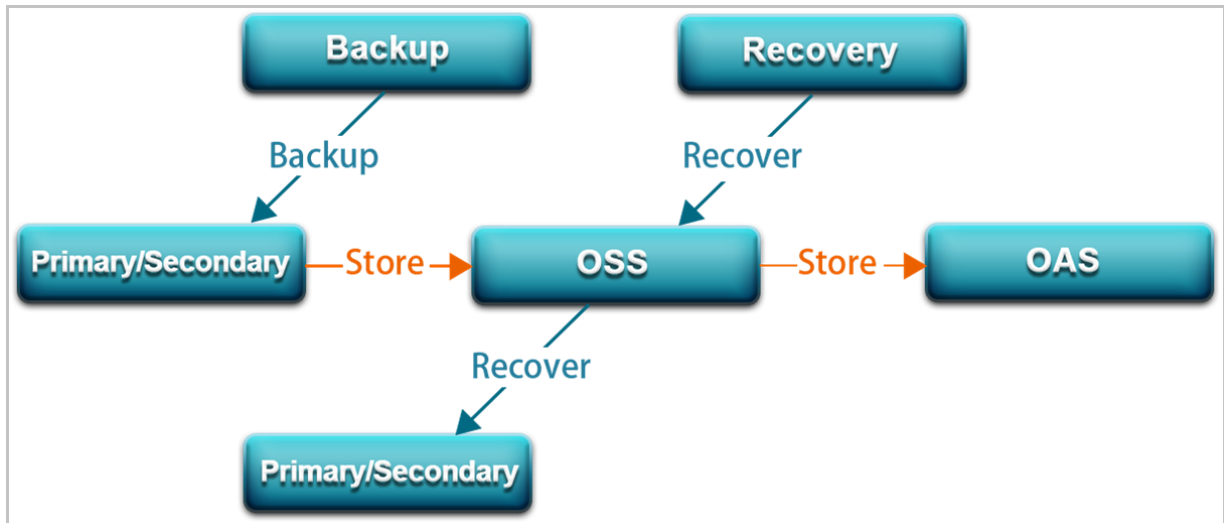 Backup
Recovery
Backup
Recover
Primary/Secondary
Store
OSS
Store
OAS
Recover
Primary/Secondary